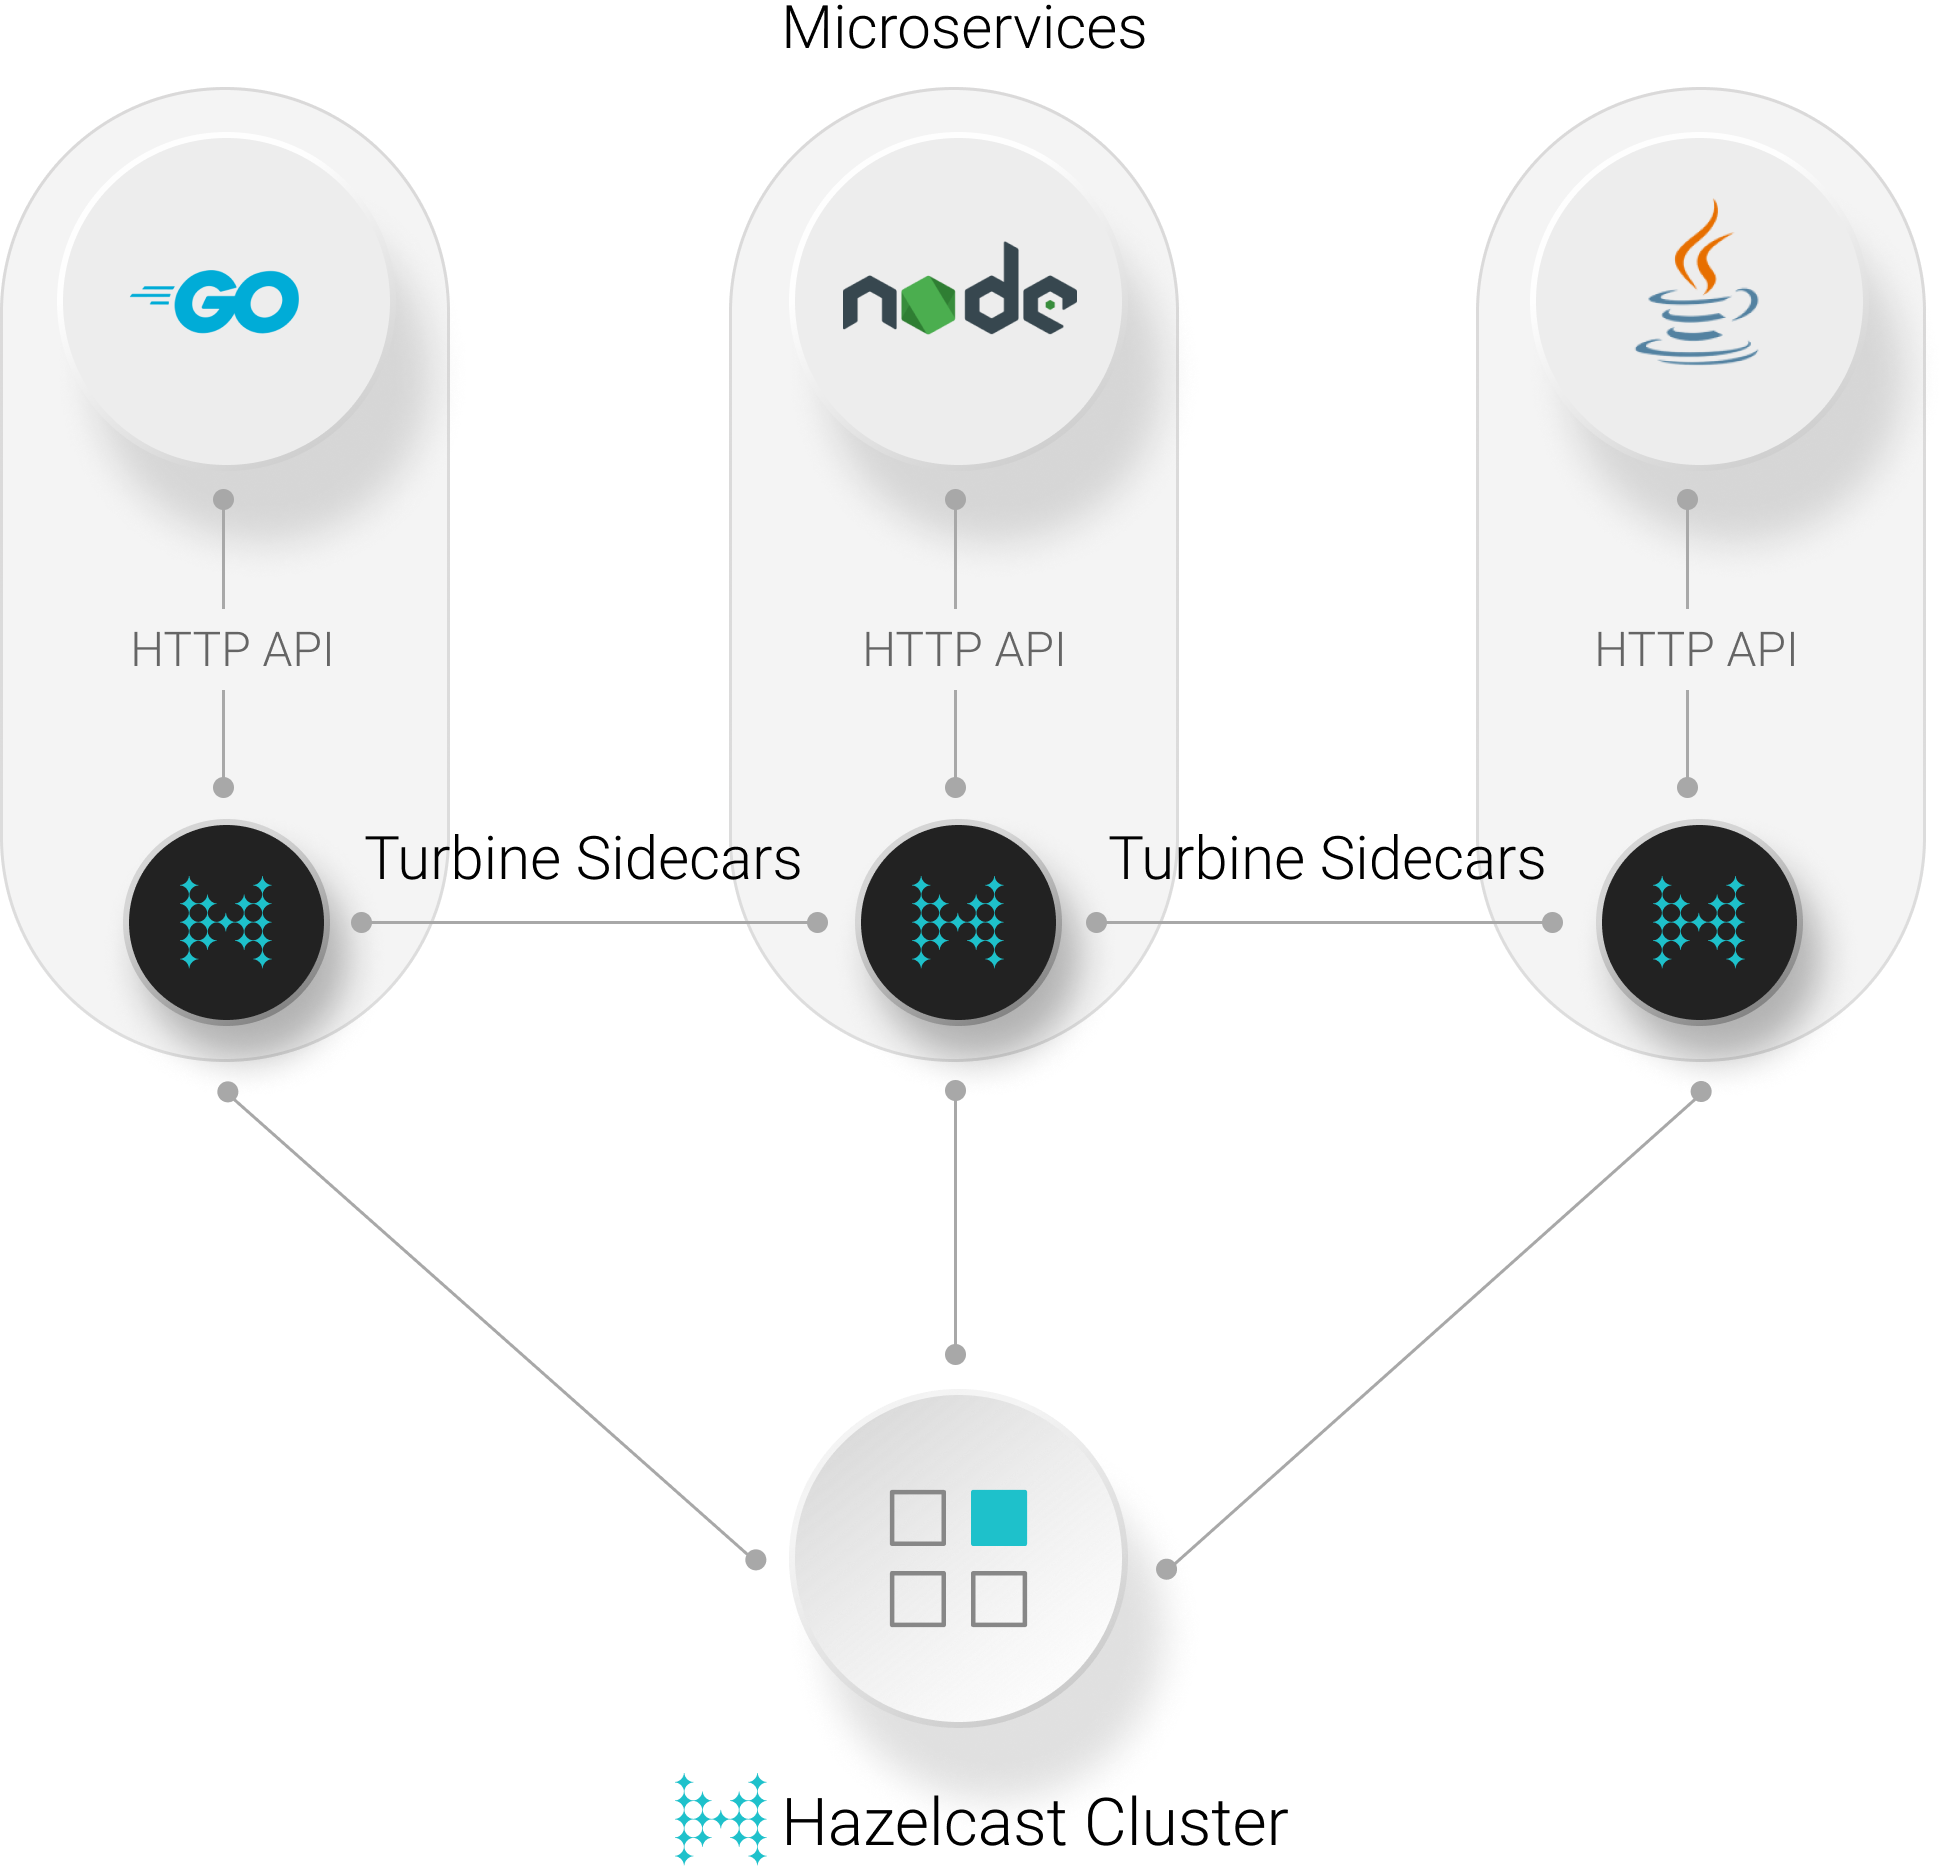 Microservices
GO
node
HTTP API
HTTP API
HTTP API
Turbine Sidecars
Turbine Sidecars
Hazelcast Cluster